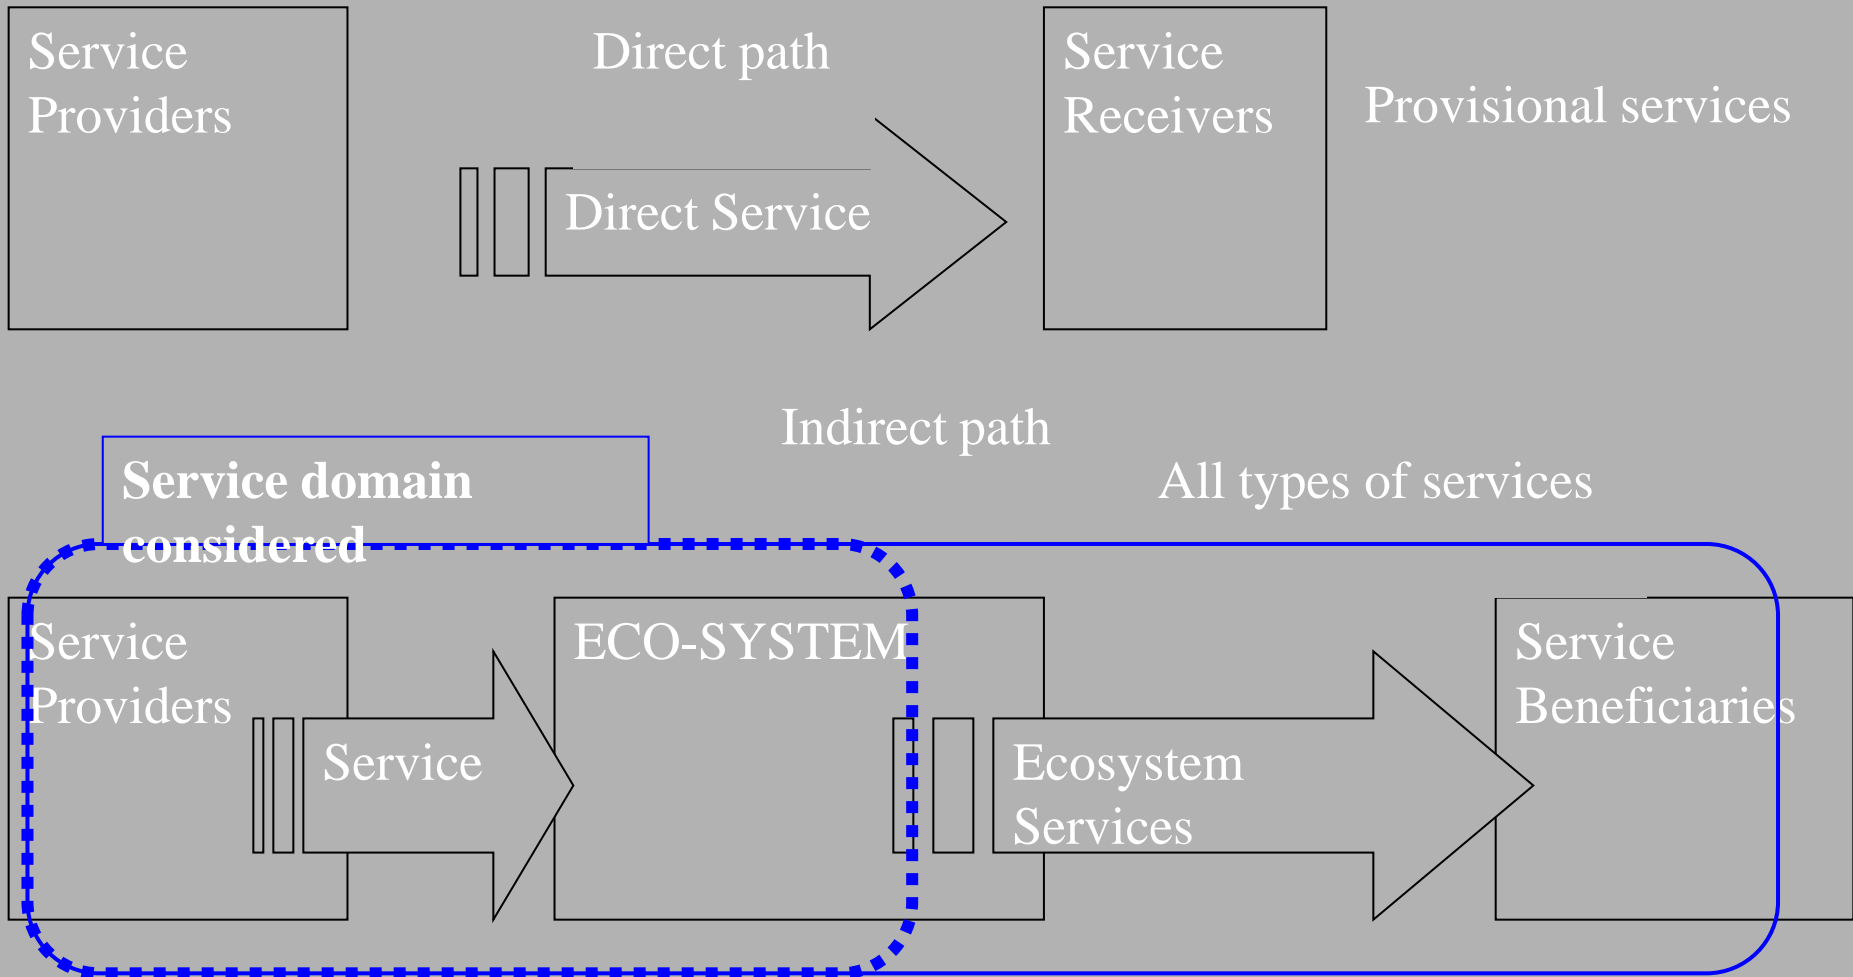 Service
Providers
Direct path
Direct Service
Service
Receivers
Provisional services
Indirect path
All types of services
Service domain
considered
Service
Providers
Service
ECO-SYSTEM
Ecosystem
Services
Service
Beneficiaries